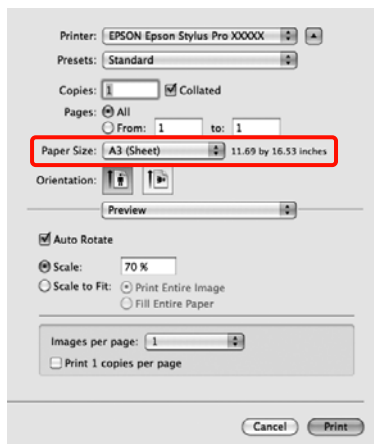 Printer: EPSON Epson Stylus Pro XXXXX
Presets: Standard
Copies: 1 Collated
Pages: All
From: 1 to: 1
Paper Size: A3 (Sheet) 11.69 by 16.53 inches
Orientation:
Preview
Auto Rotate
Scale: 70 %
Scale to Fit: Print Entire Image
Fill Entire Paper
Images per page: 1
Print 1 copies per page
Cancel Print